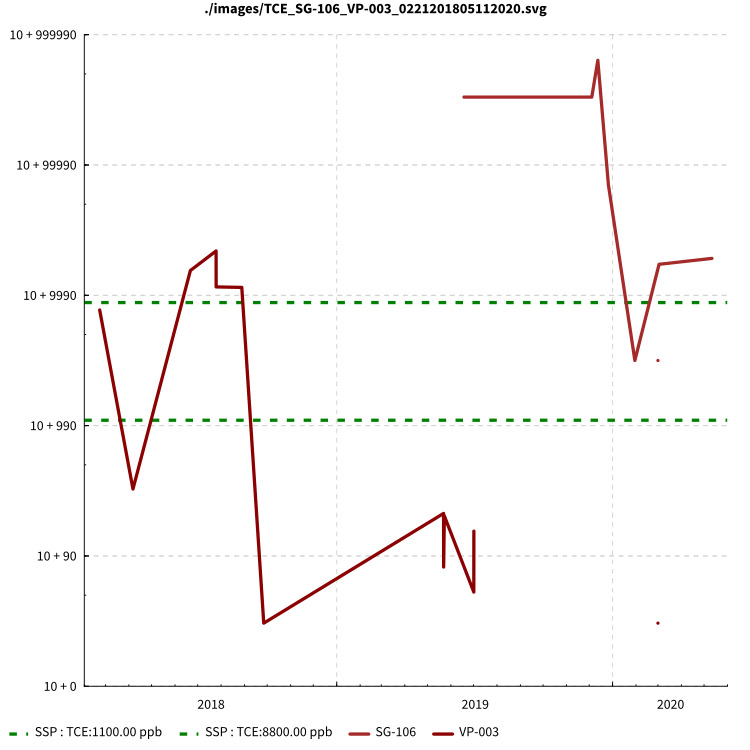 ./images/TCE_SG-106_VP-003_0221201805112020.svg
10 + 99990
10 + 99990
10 + 9990
10 + 990
10 + 90
10 + 0
2018 2019 2020
SSP : TCE:1100.00 ppb SSP : TCE:8800.00 ppb SG-106 VP-003